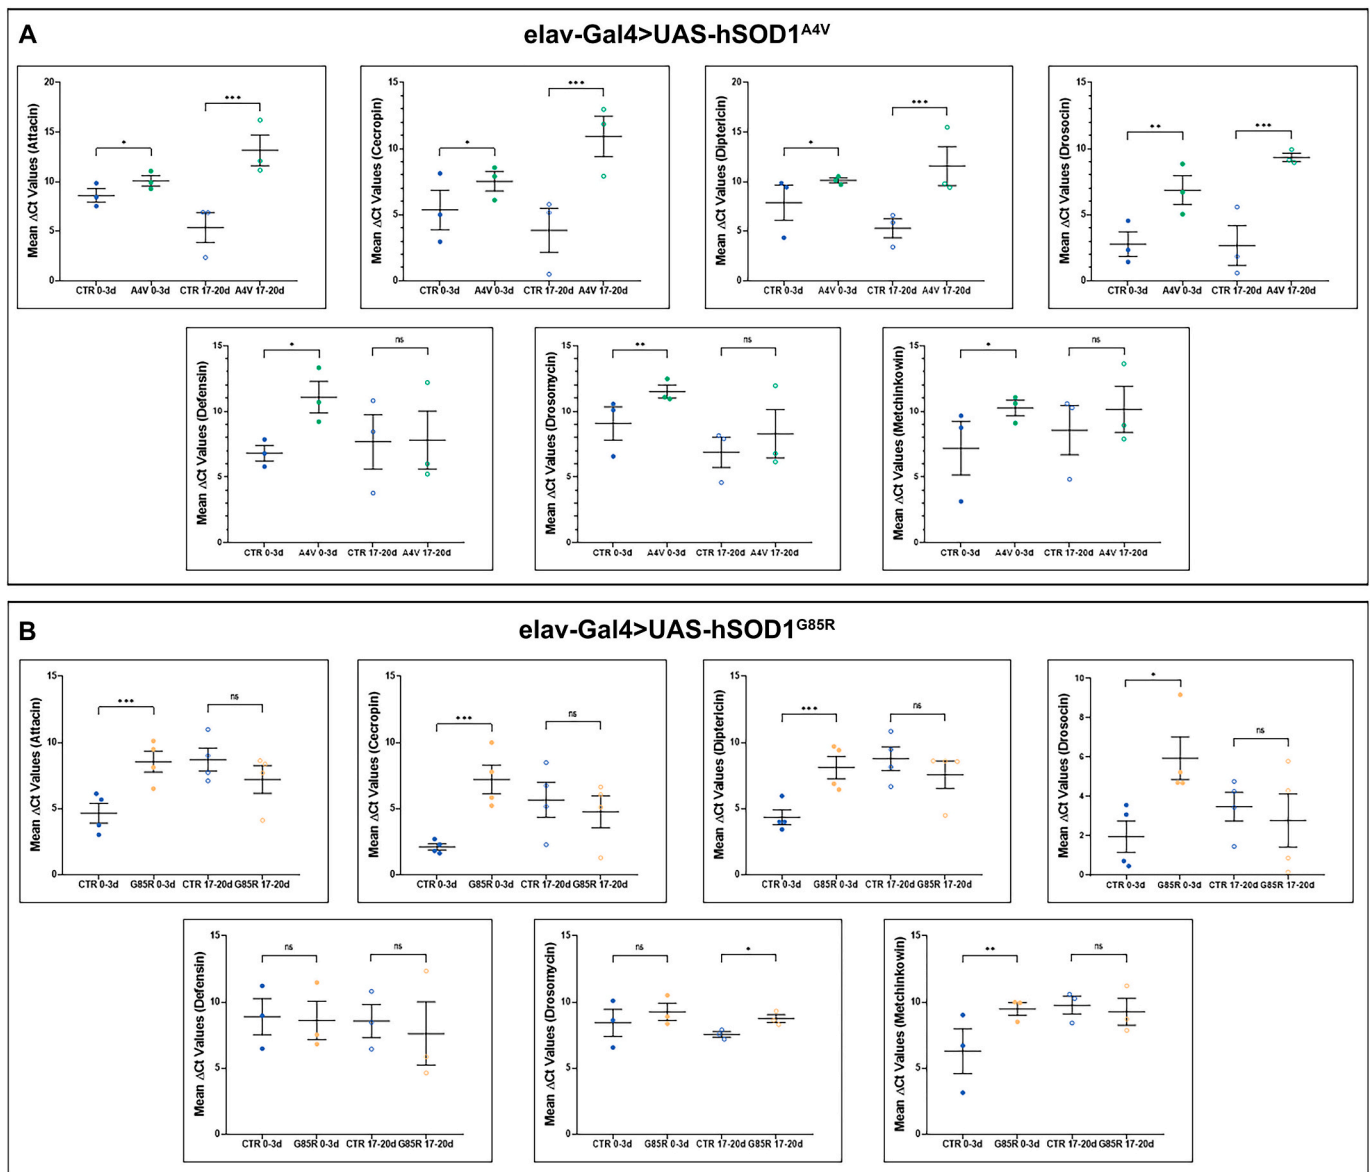 A
elav-Gal4>UAS-hSOD1A4V
Mean ΔCt Values (Attacin)
20
15
10
5
0
*
***
CTR 0-3d A4V 0-3d CTR 17-20d A4V 17-20d
Mean ΔCt Values (Cecropin)
15
10
5
0
*
***
CTR 0-3d A4V 0-3d CTR 17-20d A4V 17-20d
Mean ΔCt Values (Diptericin)
20
15
10
5
0
*
***
CTR 0-3d A4V 0-3d CTR 17-20d A4V 17-20d
Mean ΔCt Values (Drosocin)
15
10
5
0
**
***
CTR 0-3d A4V 0-3d CTR 17-20d A4V 17-20d
Mean ΔCt Values (Defensin)
15
10
5
0
*
ns
CTR 0-3d A4V 0-3d CTR 17-20d A4V 17-20d
Mean ΔCt Values (Drosomycin)
15
10
5
0
**
ns
CTR 0-3d A4V 0-3d CTR 17-20d A4V 17-20d
Mean ΔCt Values (Metchinkowin)
15
10
5
0
*
ns
CTR 0-3d A4V 0-3d CTR 17-20d A4V 17-20d
B
elav-Gal4>UAS-hSOD1G85R
Mean ΔCt Values (Attacin)
15
10
5
0
***
ns
CTR 0-3d G85R 0-3d CTR 17-20d G85R 17-20d
Mean ΔCt Values (Cecropin)
15
10
5
0
***
ns
CTR 0-3d G85R 0-3d CTR 17-20d G85R 17-20d
Mean ΔCt Values (Diptericin)
15
10
5
0
***
ns
CTR 0-3d G85R 0-3d CTR 17-20d G85R 17-20d
Mean ΔCt Values (Drosocin)
10
8
6
4
2
0
*
ns
CTR 0-3d G85R 0-3d CTR 17-20d G85R 17-20d
Mean ΔCt Values (Defensin)
15
10
5
0
ns
ns
CTR 0-3d G85R 0-3d CTR 17-20d G85R 17-20d
Mean ΔCt Values (Drosomycin)
15
10
5
0
ns
*
CTR 0-3d G85R 0-3d CTR 17-20d G85R 17-20d
Mean ΔCt Values (Metchinkowin)
15
10
5
0
**
ns
CTR 0-3d G85R 0-3d CTR 17-20d G85R 17-20d